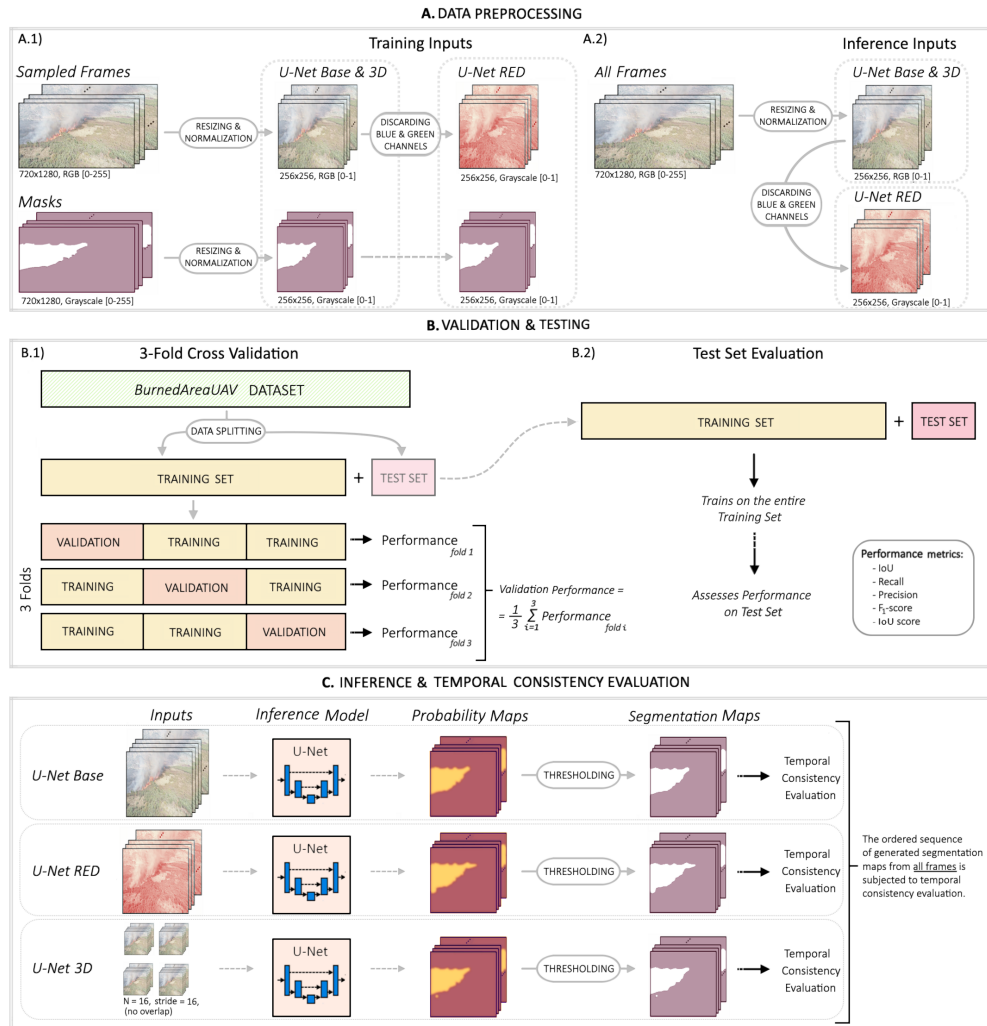 A. DATA PREPROCESSING
A.1)
Training Inputs
Sampled Frames
U-Net Base & 3D
U-Net RED
RESIZING &
NORMALIZATION
DISCARDING
BLUE & GREEN
CHANNELS
720x1280, RGB [0-255]
256x256, RGB [0-1]
256x256, Grayscale [0-1]
Masks
RESIZING &
NORMALIZATION
720x1280, Grayscale [0-255]
256x256, Grayscale [0-1]
256x256, Grayscale [0-1]
A.2)
Inference Inputs
All Frames
U-Net Base & 3D
RESIZING &
NORMALIZATION
720x1280, RGB [0-255]
256x256, RGB [0-1]
DISCARDING
BLUE & GREEN
CHANNELS
U-Net RED
256x256, Grayscale [0-1]
B. VALIDATION & TESTING
B.1)
3-Fold Cross Validation
BurnedAreaUAV DATASET
DATA SPLITTING
TRAINING SET
+
TEST SET
3 Folds
VALIDATION
TRAINING
TRAINING
Performance fold 1
TRAINING
VALIDATION
TRAINING
Performance fold 2
TRAINING
TRAINING
VALIDATION
Performance fold 3
Validation Performance =
= 1/3 3∑i=1 Performance fold i
B.2)
Test Set Evaluation
TRAINING SET
+
TEST SET
Trains on the entire
Training Set
Assesses Performance
on Test Set
Performance metrics:
- IoU
- Recall
- Precision
- F1-score
- IoU score
C. INFERENCE & TEMPORAL CONSISTENCY EVALUATION
Inputs
Inference Model
Probability Maps
Segmentation Maps
U-Net Base
U-Net
THRESHOLDING
Temporal
Consistency
Evaluation
U-Net RED
U-Net
THRESHOLDING
Temporal
Consistency
Evaluation
U-Net 3D
N = 16, stride = 16,
(no overlap)
U-Net
THRESHOLDING
Temporal
Consistency
Evaluation
The ordered sequence
of generated segmentation
maps from all frames is
subjected to temporal
consistency evaluation.